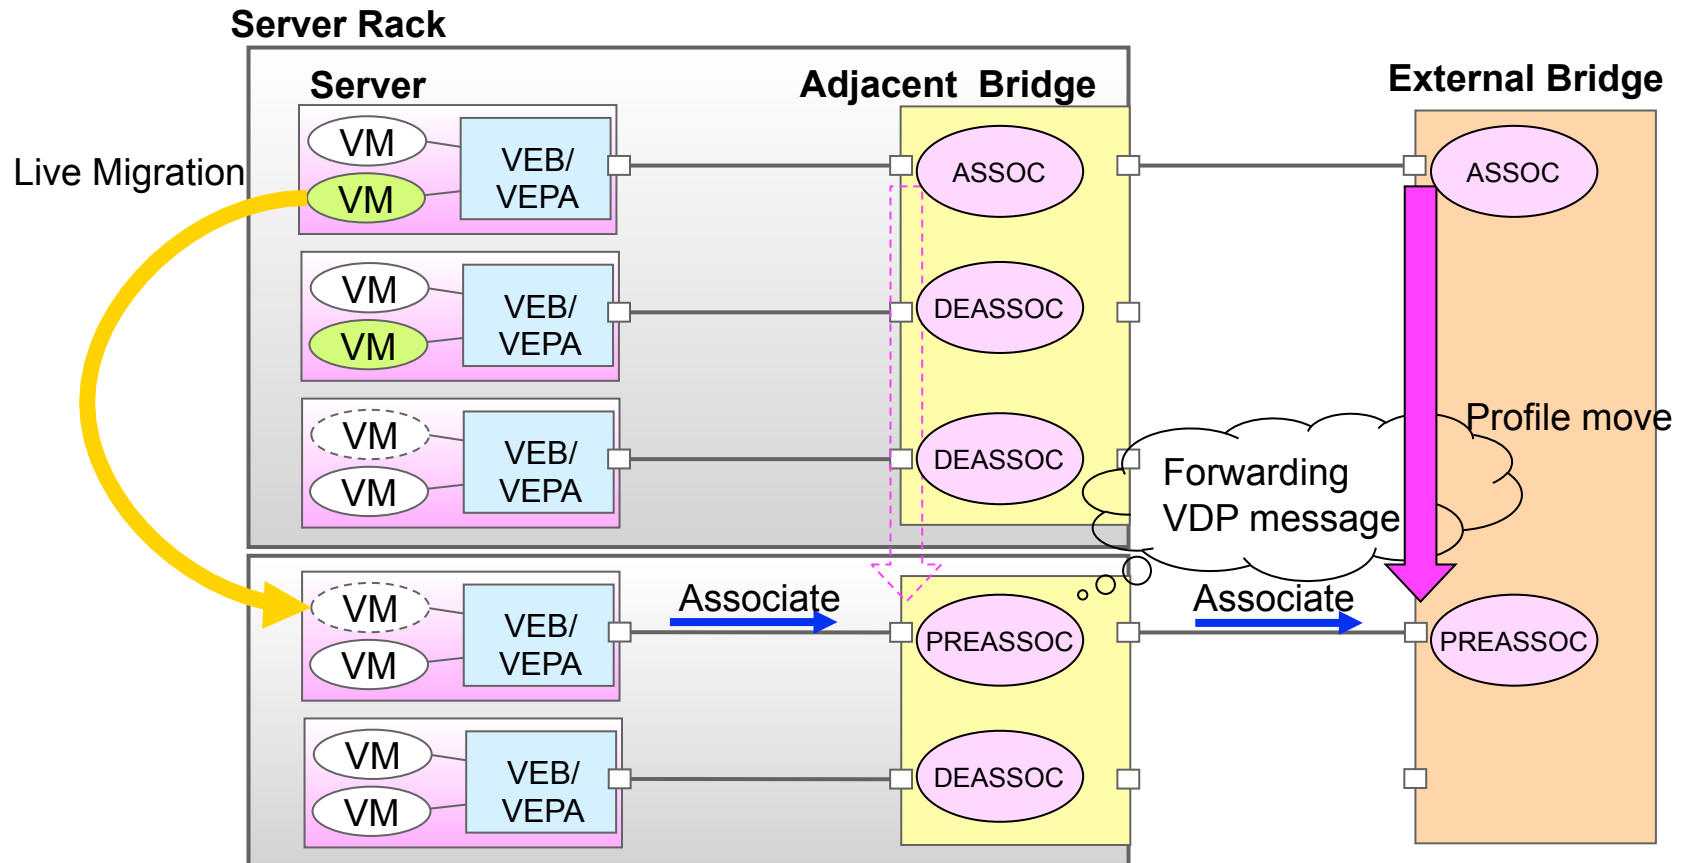 Server Rack
Server
Adjacent Bridge
External Bridge
Live Migration
VM
VM
VEB/
VEPA
ASSOC
ASSOC
VM
VM
VEB/
VEPA
DEASSOC
VM
VM
VEB/
VEPA
DEASSOC
Profile move
Forwarding
VDP message
VM
VM
VEB/
VEPA
Associate
PREASSOC
Associate
PREASSOC
VM
VM
VEB/
VEPA
DEASSOC